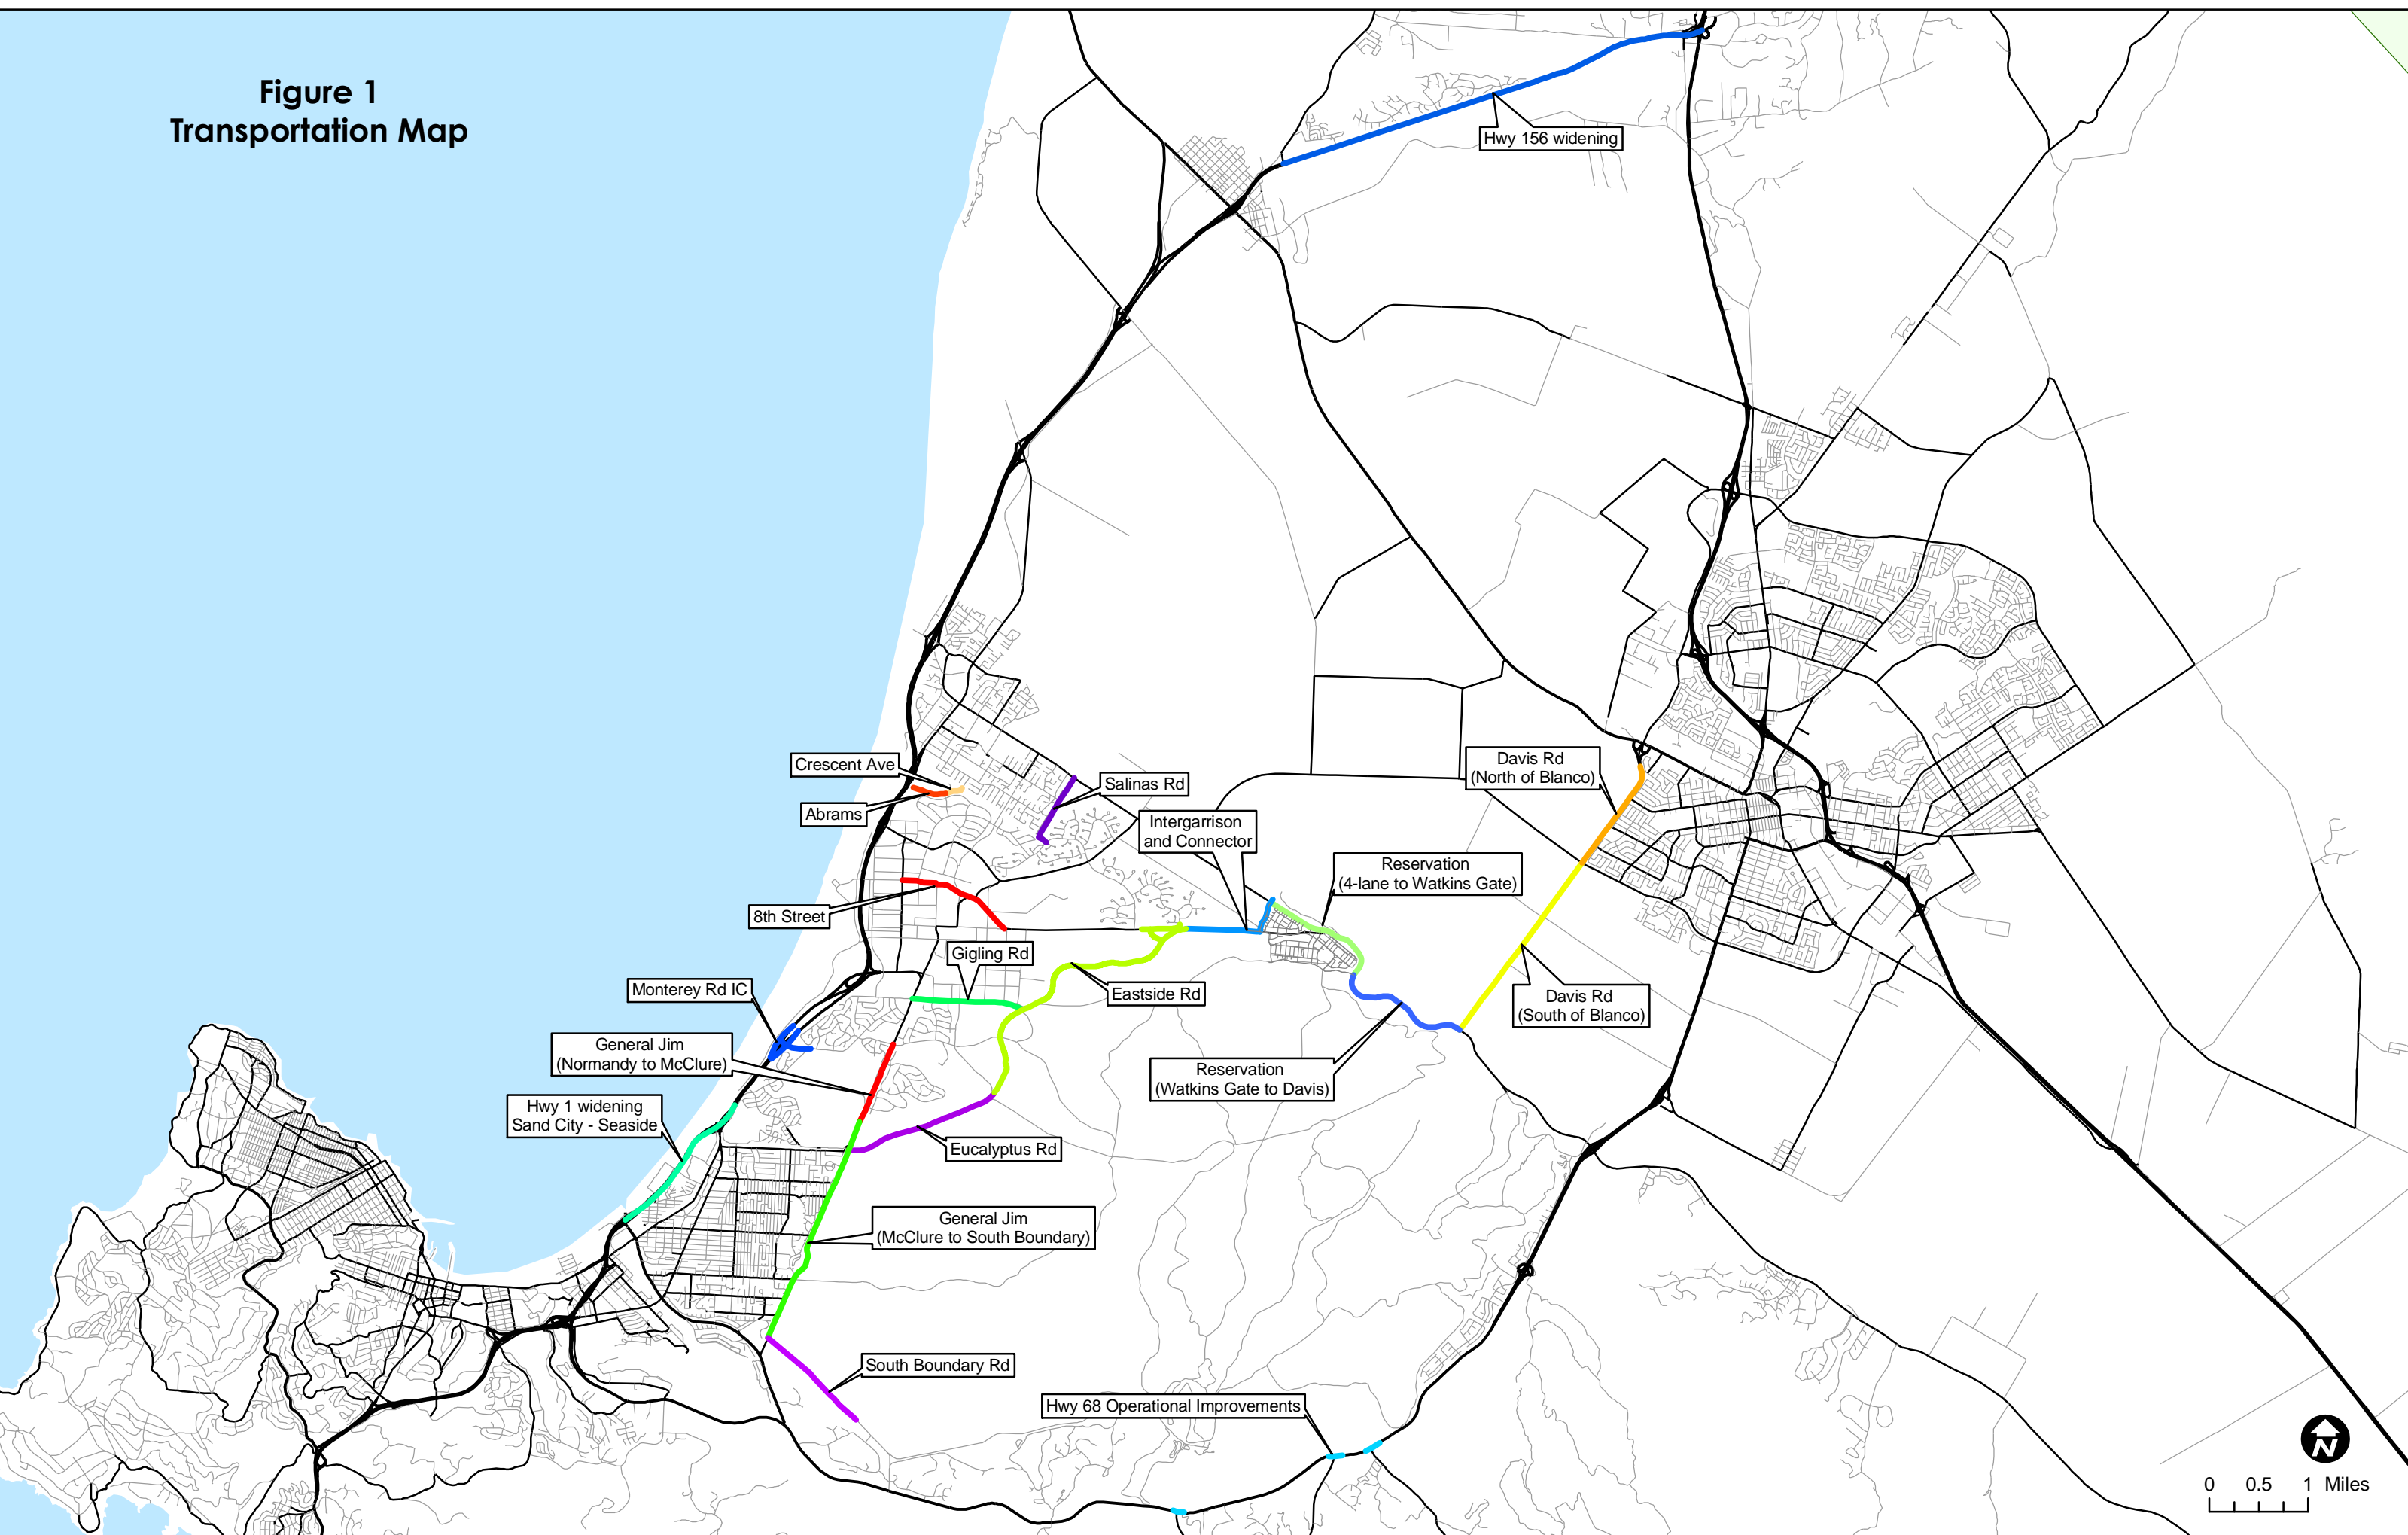 Figure 1
Transportation Map
Hwy 156 widening
Crescent Ave
Abrams
Salinas Rd
Davis Rd
(North of Blanco)
Intergarrison
and Connector
Reservation
(4-lane to Watkins Gate)
8th Street
Gigling Rd
Monterey Rd IC
Eastside Rd
Davis Rd
(South of Blanco)
General Jim
(Normandy to McClure)
Reservation
(Watkins Gate to Davis)
Hwy 1 widening
Sand City - Seaside
Eucalyptus Rd
General Jim
(McClure to South Boundary)
South Boundary Rd
Hwy 68 Operational Improvements
N
0 0.5 1 Miles